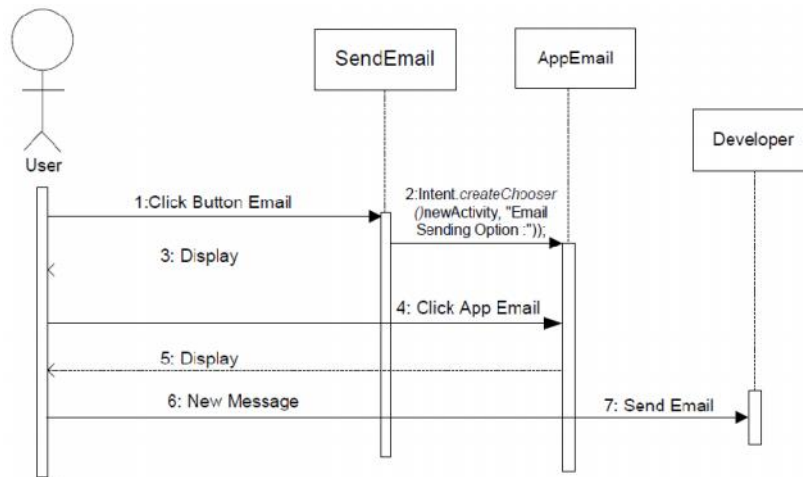 SendEmail
AppEmail
Developer
User
1:Click Button Email
2:Intent.createChooser
()newActivity, "Email
Sending Option :"));
3: Display
4: Click App Email
5: Display
6: New Message
7: Send Email